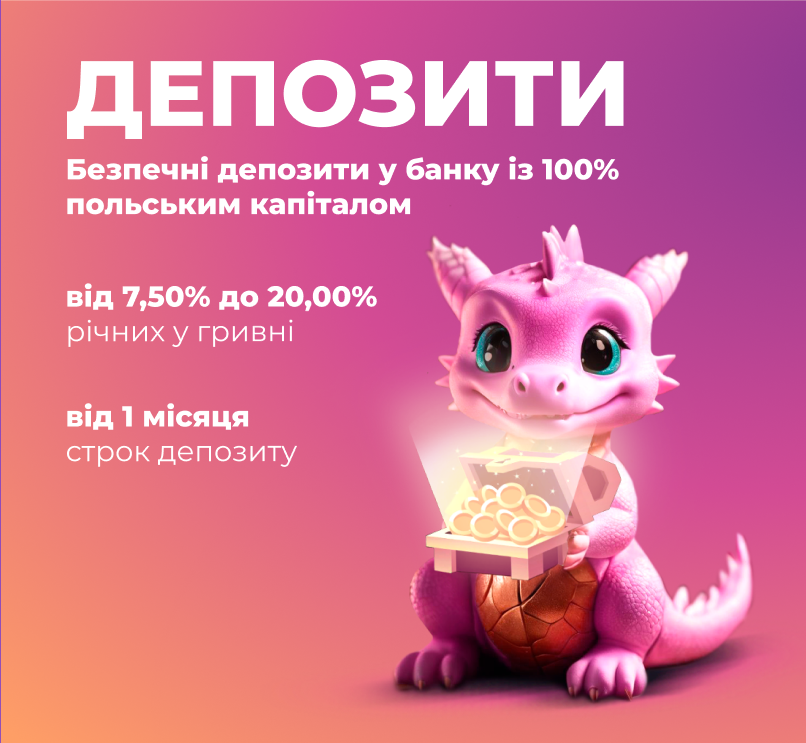 ДЕПОЗИТИ
Безпечні депозити у банку із 100%
польським капіталом
від 7,50% до 20,00%
річних у гривні
від 1 місяця
строк депозиту